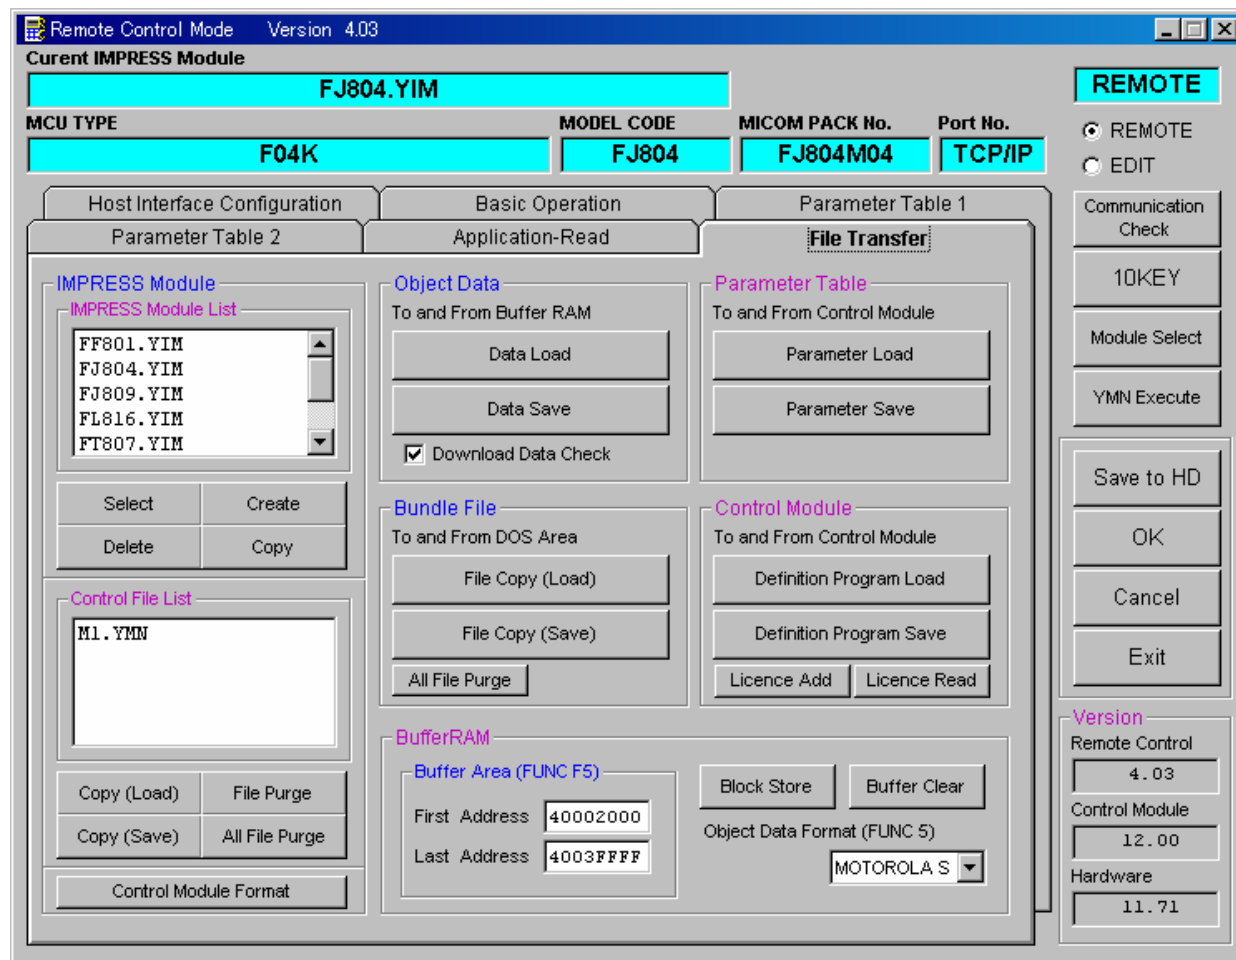 Remote Control Mode Version 4.03
Curent IMPRESS Module
FJ804.YIM
REMOTE
MCU TYPE MODEL CODE MICOM PACK No. Port No.
F04K FJ804 FJ804M04 TCP/IP
REMOTE
EDIT
Host Interface Configuration Basic Operation Parameter Table 1
Parameter Table 2 Application-Read File Transfer
Communication
Check
10KEY
Module Select
YMN Execute
Save to HD
OK
Cancel
Exit
IMPRESS Module
IMPRESS Module List
FF801.YIM
FJ804.YIM
FJ809.YIM
FL816.YIM
FT807.YIM
Select Create
Delete Copy
Control File List
M1.YMN
Copy (Load) File Purge
Copy (Save) All File Purge
Control Module Format
Object Data
To and From Buffer RAM
Data Load
Data Save
Download Data Check
Parameter Table
To and From Control Module
Parameter Load
Parameter Save
Bundle File
To and From DOS Area
File Copy (Load)
File Copy (Save)
All File Purge
Control Module
To and From Control Module
Definition Program Load
Definition Program Save
Licence Add Licence Read
BufferRAM
Buffer Area (FUNC F5)
First Address 40002000
Last Address 4003FFFF
Block Store Buffer Clear
Object Data Format (FUNC 5)
MOTOROLA S
Version
Remote Control
4.03
Control Module
12.00
Hardware
11.71